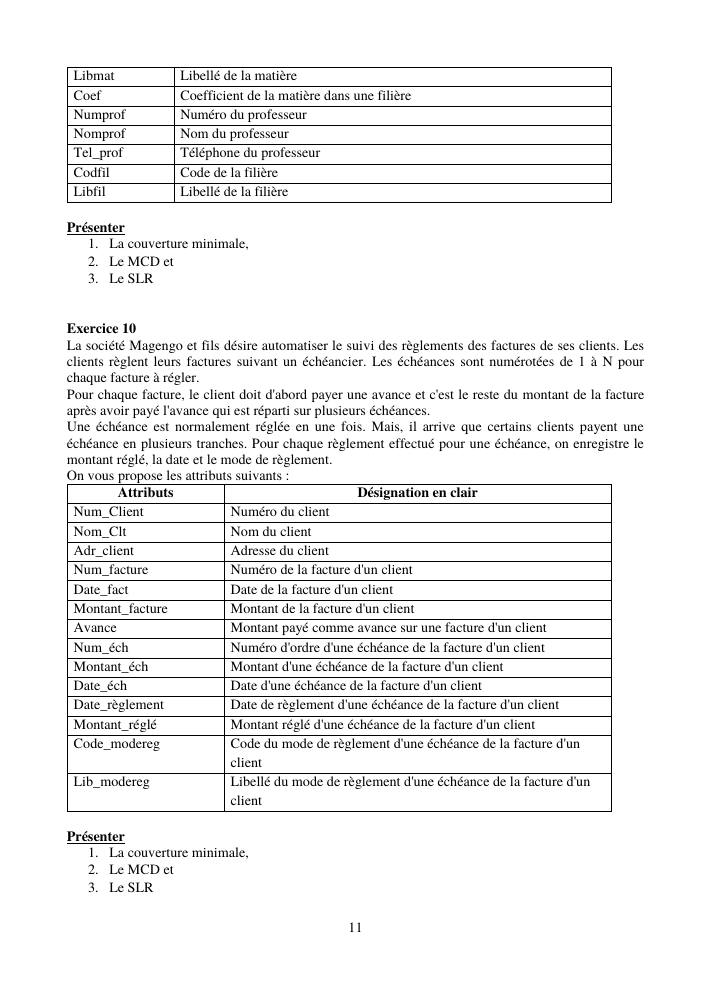 Libmat Libellé de la matière
Coef Coefficient de la matière dans une filière
Numprof Numéro du professeur
Nomprof Nom du professeur
Tel_prof Téléphone du professeur
Codfil Code de la filière
Libfil Libellé de la filière
Présenter
1. La couverture minimale,
2. Le MCD et
3. Le SLR
Exercice 10
La société Magengo et fils désire automatiser le suivi des règlements des factures de ses clients. Les
clients règlent leurs factures suivant un échéancier. Les échéances sont numérotées de 1 à N pour
chaque facture à régler.
Pour chaque facture, le client doit d'abord payer une avance et c'est le reste du montant de la facture
après avoir payé l'avance qui est réparti sur plusieurs échéances.
Une échéance est normalement réglée en une fois. Mais, il arrive que certains clients payent une
échéance en plusieurs tranches. Pour chaque règlement effectué pour une échéance, on enregistre le
montant réglé, la date et le mode de règlement.
On vous propose les attributs suivants :
Attributs Désignation en clair
Num_Client Numéro du client
Nom_Clt Nom du client
Adr_client Adresse du client
Num_facture Numéro de la facture d'un client
Date_fact Date de la facture d'un client
Montant_facture Montant de la facture d'un client
Avance Montant payé comme avance sur une facture d'un client
Num_éch Numéro d'ordre d'une échéance de la facture d'un client
Montant_éch Montant d'une échéance de la facture d'un client
Date_éch Date d'une échéance de la facture d'un client
Date_règlement Date de règlement d'une échéance de la facture d'un client
Montant_réglé Montant réglé d'une échéance de la facture d'un client
Code_modereg Code du mode de règlement d'une échéance de la facture d'un
client
Lib_modereg Libellé du mode de règlement d'une échéance de la facture d'un
client
Présenter
1. La couverture minimale,
2. Le MCD et
3. Le SLR
11